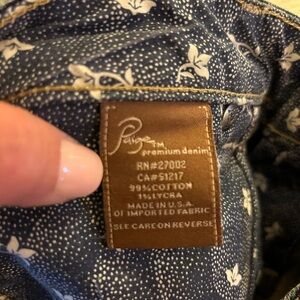 Paige™
premium denim
RN#27002
CA#51217
99% COTTON
1% LYCRA
MADE IN U.S.A.
OF IMPORTED FABRIC
SEE CARE ON REVERSE